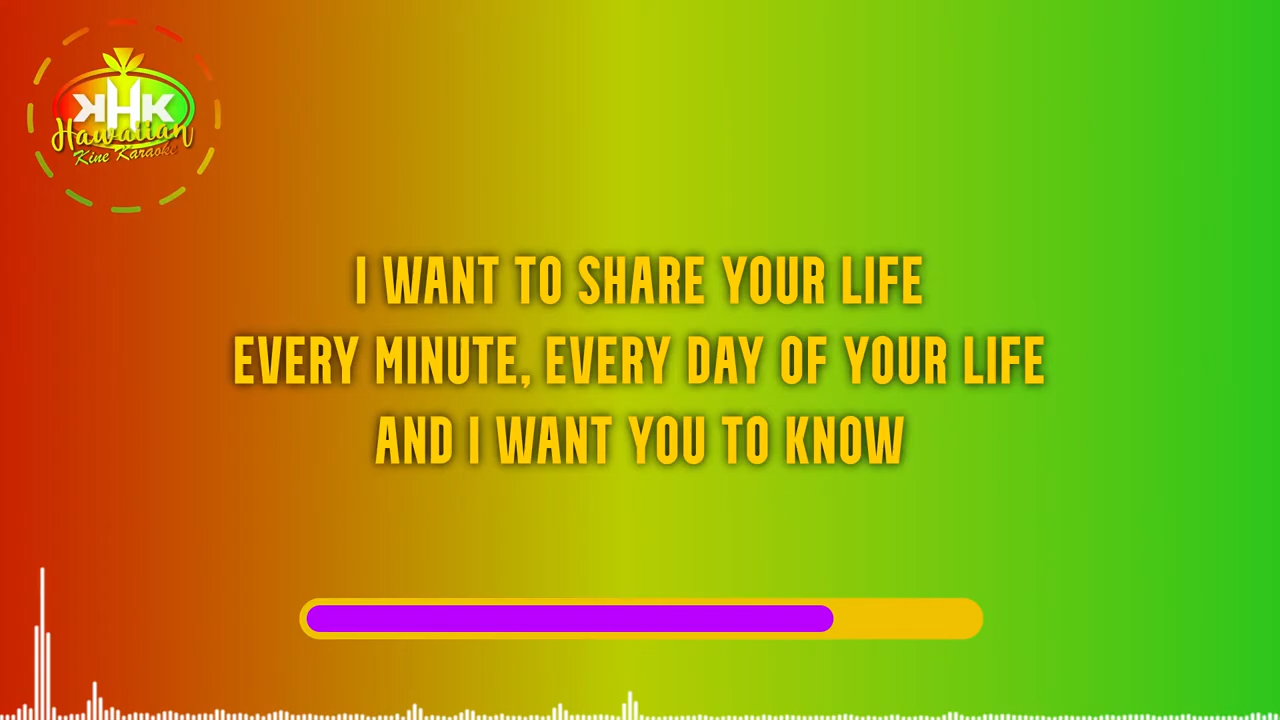 KHK
Hawaiian
Kine Karaoke
I WANT TO SHARE YOUR LIFE
EVERY MINUTE, EVERY DAY OF YOUR LIFE
AND I WANT YOU TO KNOW